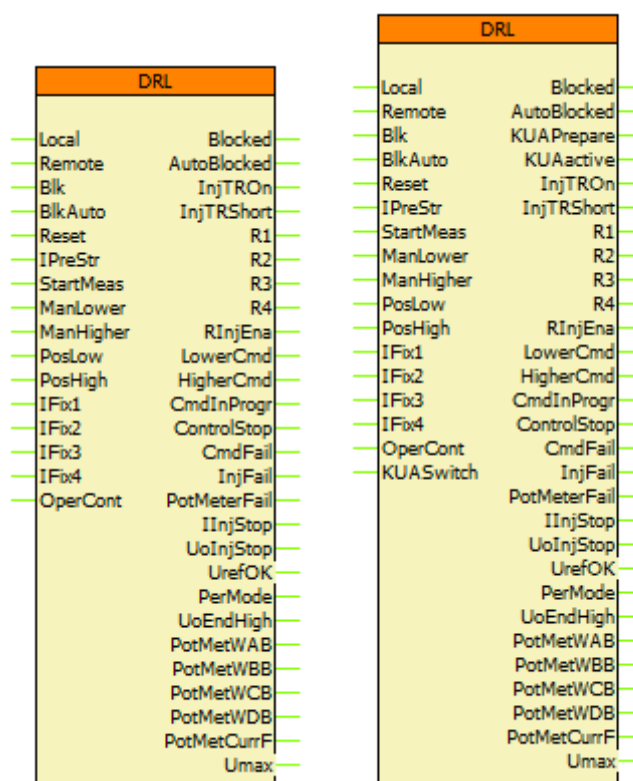 DRL
Local Blocked
Remote AutoBlocked
Blk InjTROn
BlkAuto InjTRShort
Reset R1
IPreStr R2
StartMeas R3
ManLower R4
ManHigher RInjEna
PosLow LowerCmd
PosHigh HigherCmd
IFix1 CmdInProgr
IFix2 ControlStop
IFix3 CmdFail
IFix4 InjFail
OperCont PotMeterFail
IInjStop
UoInjStop
UrefOK
PerMode
UoEndHigh
PotMetWAB
PotMetWBB
PotMetWCB
PotMetWDB
PotMetCurrF
Umax
DRL
Local Blocked
Remote AutoBlocked
Blk KUAPrepare
BlkAuto KUAactive
Reset InjTROn
IPreStr InjTRShort
StartMeas R1
ManLower R2
ManHigher R3
PosLow R4
PosHigh RInjEna
IFix1 LowerCmd
IFix2 HigherCmd
IFix3 CmdInProgr
IFix4 ControlStop
OperCont CmdFail
KUASwitch InjFail
PotMeterFail
IInjStop
UoInjStop
UrefOK
PerMode
UoEndHigh
PotMetWAB
PotMetWBB
PotMetWCB
PotMetWDB
PotMetCurrF
Umax